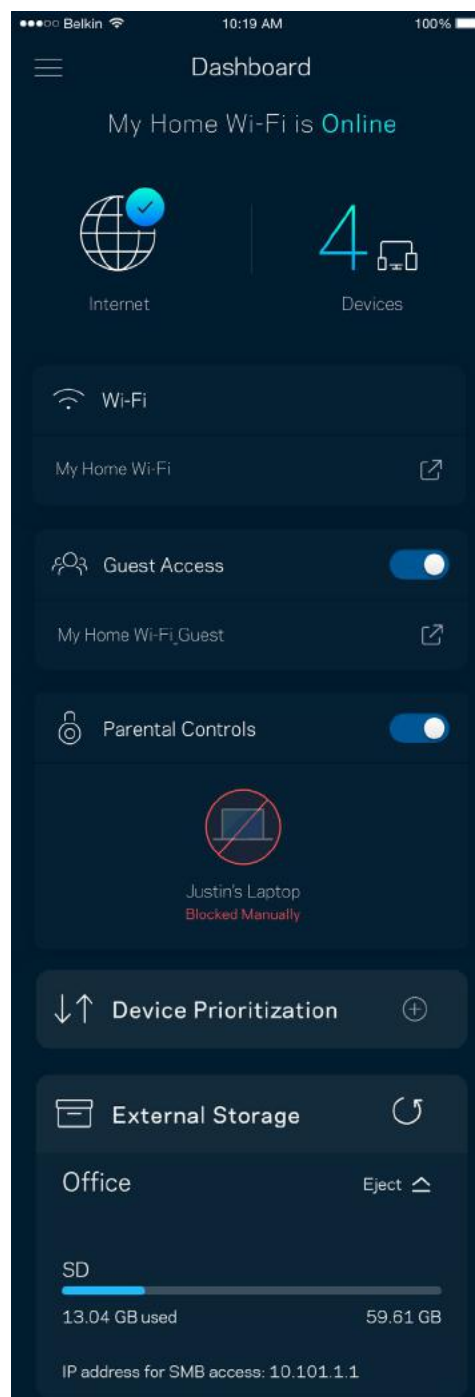 Belkin 10:19 AM 100%
Dashboard
My Home Wi-Fi is Online
4
Internet Devices
Wi-Fi
My Home Wi-Fi
Guest Access
My Home Wi-Fi_Guest
Parental Controls
Justin's Laptop
Blocked Manually
Device Prioritization
External Storage
Office Eject
SD
13.04 GB used 59.61 GB
IP address for SMB access: 10.101.1.1